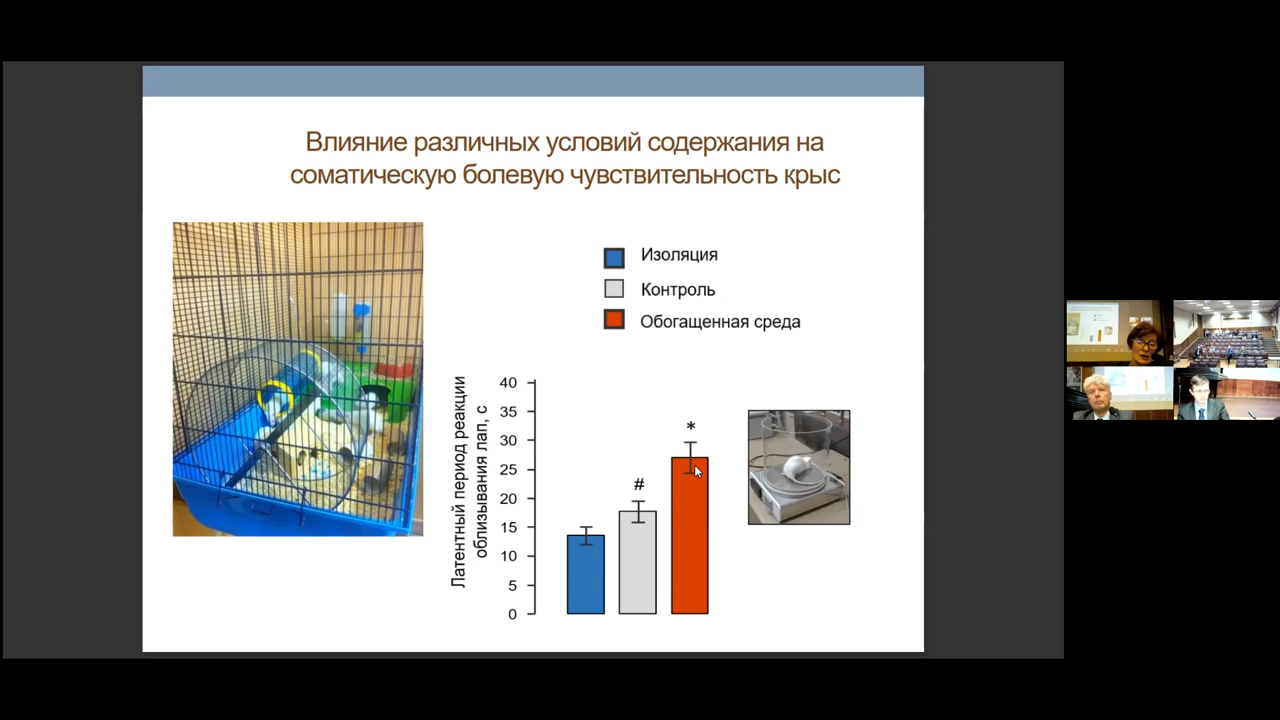 Влияние различных условий содержания на
соматическую болевую чувствительность крыс
Изоляция
Контроль
Обогащенная среда
Латентный период реакции
облизывания лап, с
40
35
30
25
20
15
10
5
0
#
*